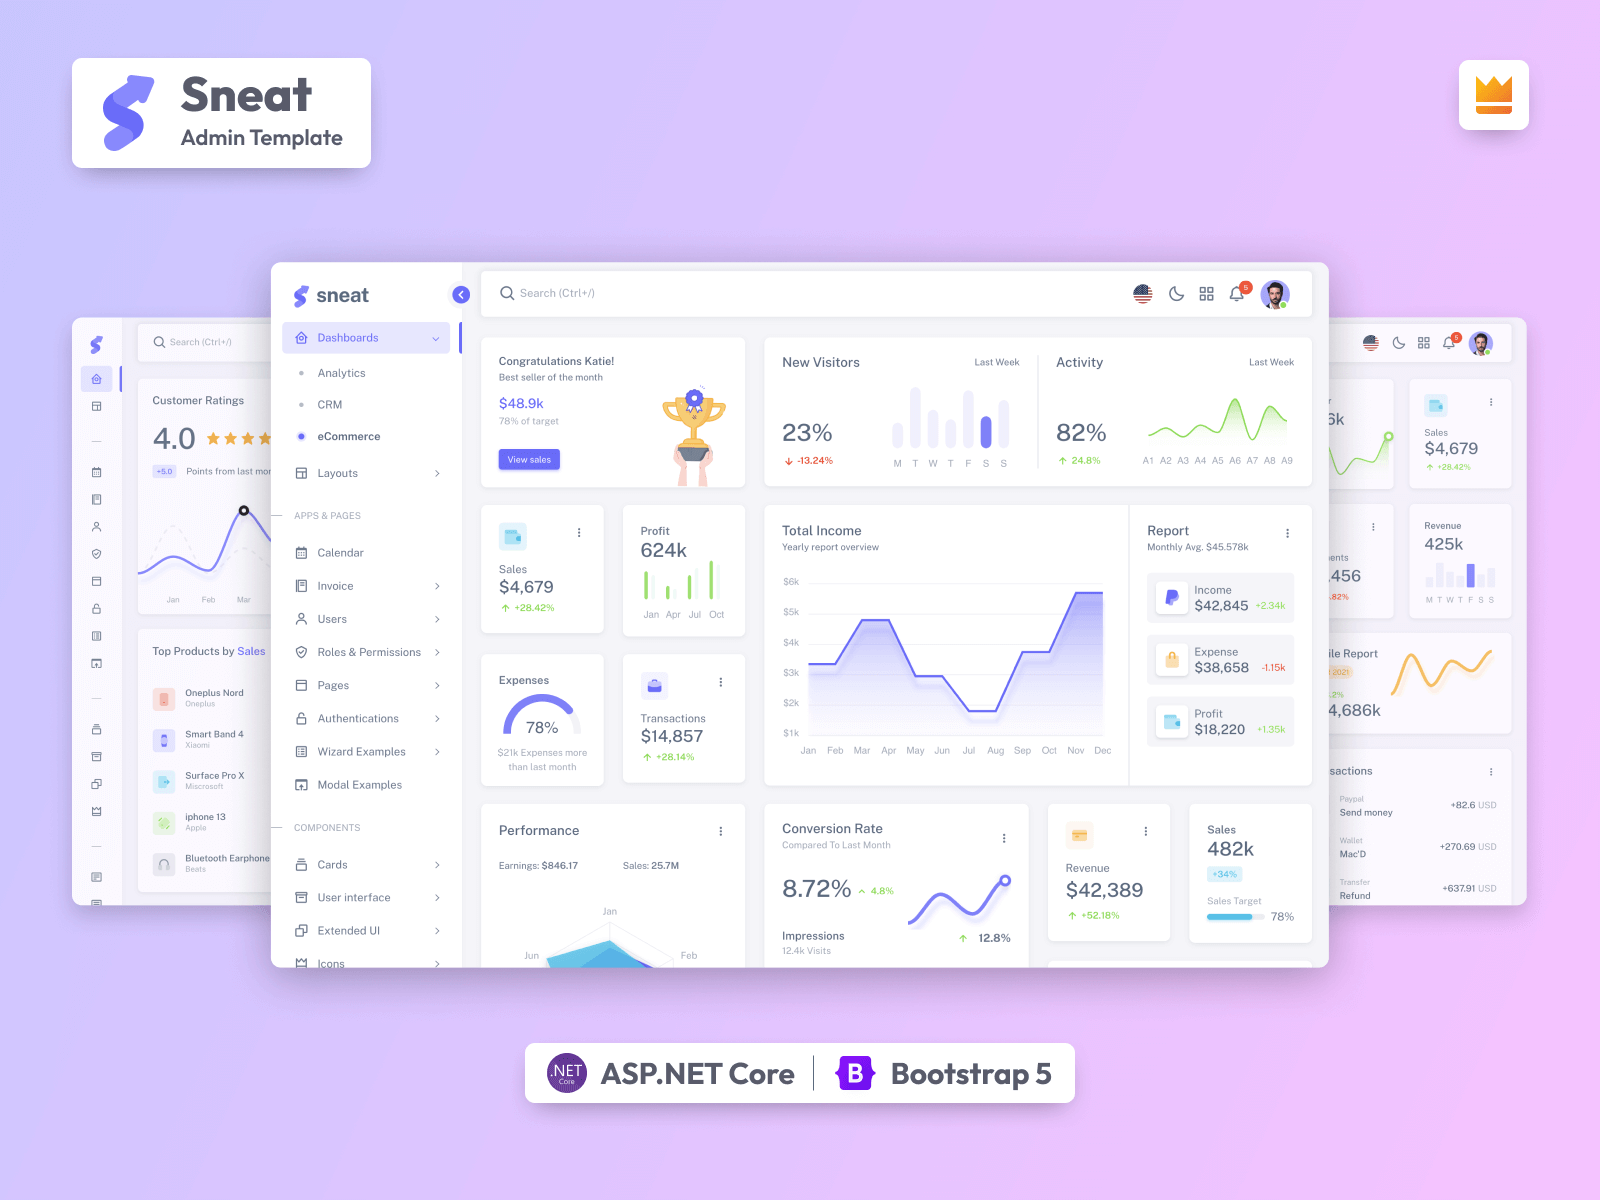 Sneat
Admin Template
sneat
Dashboards
Analytics
CRM
eCommerce
Layouts
APPS & PAGES
Calendar
Invoice
Users
Roles & Permissions
Pages
Authentications
Wizard Examples
Modal Examples
COMPONENTS
Cards
User interface
Extended UI
Icons
Search (Ctrl+/)
5
Congratulations Katie!
Best seller of the month
$48.9k
78% of target
View sales
New Visitors
Last Week
23%
-13.24%
M T W T F S S
Activity
Last Week
82%
24.8%
A1 A2 A3 A4 A5 A6 A7 A8 A9
Sales
$4,679
+28.42%
Profit
624k
Jan Apr Jul Oct
Expenses
78%
$21k Expenses more
than last month
Transactions
$14,857
+28.14%
Total Income
Yearly report overview
$6k
$5k
$4k
$3k
$2k
$1k
Jan Feb Mar Apr May Jun Jul Aug Sep Oct Nov Dec
Report
Monthly Avg. $45.578k
Income
$42,845 +2.34k
Expense
$38,658 -1.15k
Profit
$18,220 +1.35k
Performance
Earnings: $846.17
Sales: 25.7M
Jan
Jun
Feb
Conversion Rate
Compared To Last Month
8.72%
4.8%
Impressions
12.4k Visits
12.8%
Revenue
$42,389
+52.18%
Sales
482k
+34%
Sales Target
78%
Search (Ctrl+/)
Customer Ratings
4.0
+5.0 Points from last mor
Jan Feb Mar
Top Products by Sales
Oneplus Nord
Oneplus
Smart Band 4
Xiaomi
Surface Pro X
Miscrosoft
iphone 13
Apple
Bluetooth Earphone
Beats
5
r
6k
Sales
$4,679
+28.42%
ents
,456
.82%
Revenue
425k
M T W T F S S
ile Report
2021
.2%
4,686k
sactions
Paypal
Send money
+82.6 USD
Wallet
Mac'D
+270.69 USD
Transfer
Refund
+637.91 USD
.NET
Core
ASP.NET Core
B
Bootstrap 5